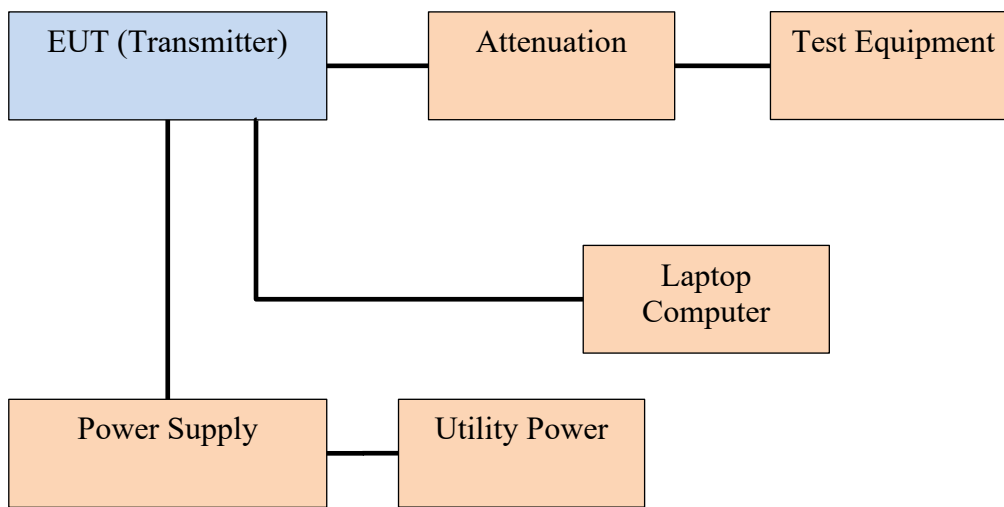 EUT (Transmitter)
Attenuation
Test Equipment
Laptop
Computer
Power Supply
Utility Power